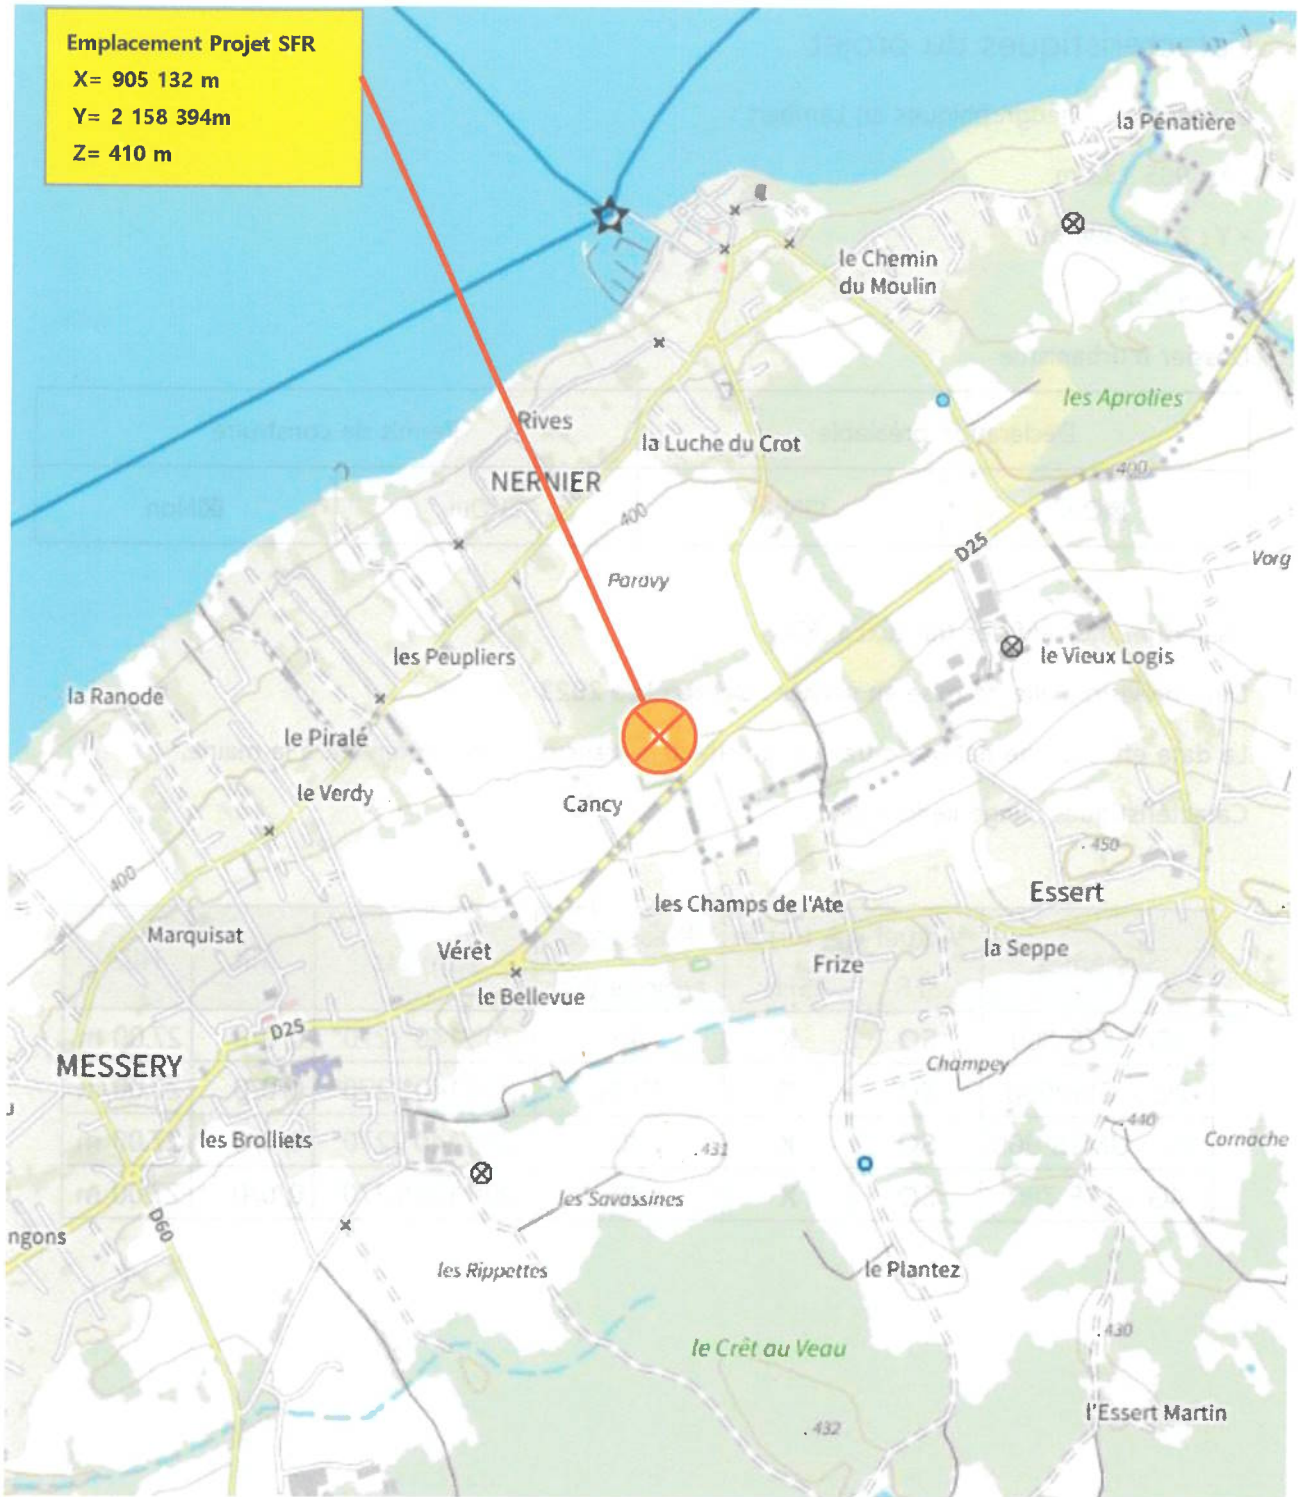 Emplacement Projet SFR
X= 905 132 m
Y= 2 158 394m
Z= 410 m
la Pénatière
le Chemin
du Moulin
les Aprolies
Rives
la Luche du Crot
400
NERNIER
400
D25
Vorg
Paravy
les Peupliers
le Vieux Logis
la Ranode
le Piralé
le Verdy
Cancy
. 450
400
Essert
les Champs de l'Ate
Marquisat
Véret
la Seppe
Frize
le Bellevue
D25
MESSERY
Champey
440
les Brolliets
.431
Cornache
les Savassines
D60
ngons
les Rippettes
le Plantez
.430
le Crêt au Veau
l'Essert Martin
.432